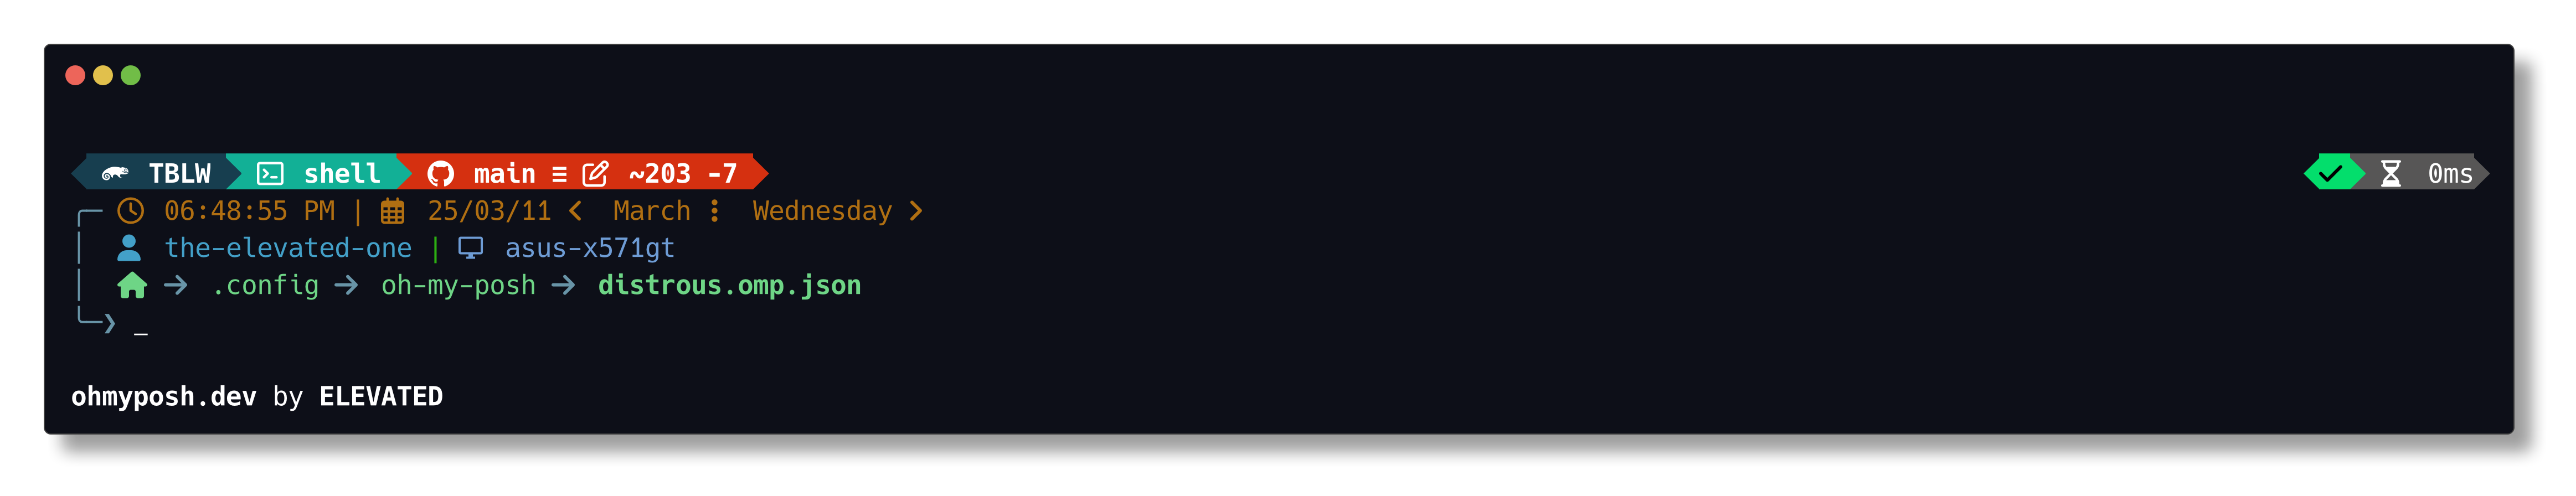 TBLW shell main ≡ ~203 -7 0ms
06:48:55 PM | 25/03/11 < March ⋮ Wednesday >
the-elevated-one | asus-x571gt
→ .config → oh-my-posh → distrous.omp.json
❯ _
ohmyposh.dev by ELEVATED